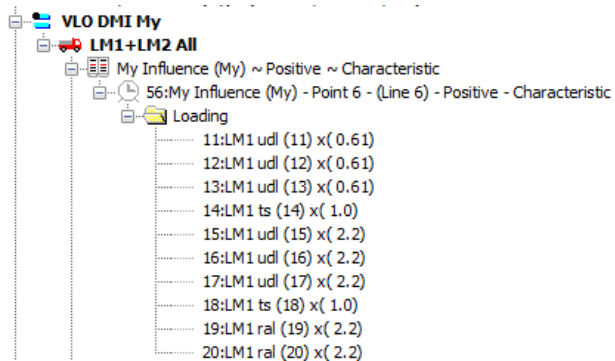 VLO DMI My
LM1+LM2 All
My Influence (My) ~ Positive ~ Characteristic
56:My Influence (My) - Point 6 - (Line 6) - Positive - Characteristic
Loading
11:LM1 udl (11) x( 0.61)
12:LM1 udl (12) x( 0.61)
13:LM1 udl (13) x( 0.61)
14:LM1 ts (14) x( 1.0)
15:LM1 udl (15) x( 2.2)
16:LM1 udl (16) x( 2.2)
17:LM1 udl (17) x( 2.2)
18:LM1 ts (18) x( 1.0)
19:LM1 ral (19) x( 2.2)
20:LM1 ral (20) x( 2.2)